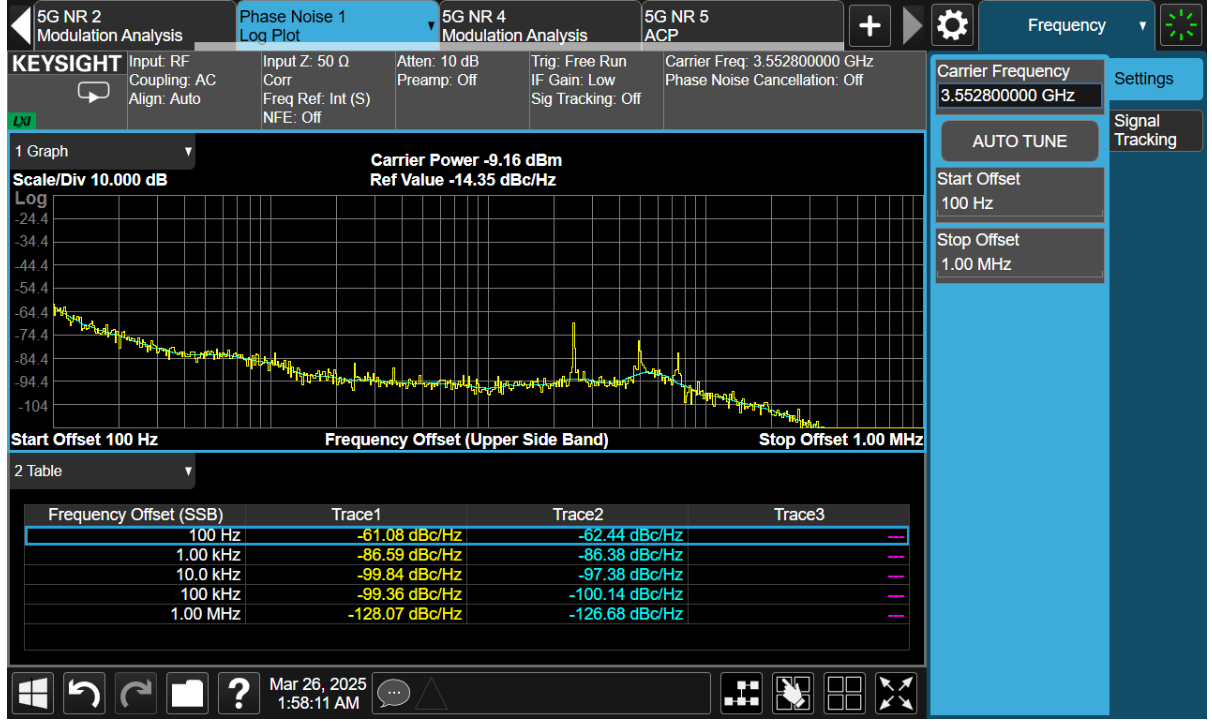 5G NR 2
Modulation Analysis
Phase Noise 1
Log Plot
5G NR 4
Modulation Analysis
5G NR 5
ACP
+
Frequency
KEYSIGHT
LXI
Input: RF
Coupling: AC
Align: Auto
Input Z: 50 Ω
Corr
Freq Ref: Int (S)
NFE: Off
Atten: 10 dB
Preamp: Off
Trig: Free Run
IF Gain: Low
Sig Tracking: Off
Carrier Freq: 3.552800000 GHz
Phase Noise Cancellation: Off
Carrier Frequency
3.552800000 GHz
AUTO TUNE
Start Offset
100 Hz
Stop Offset
1.00 MHz
Settings
Signal
Tracking
1 Graph
Scale/Div 10.000 dB
Carrier Power -9.16 dBm
Ref Value -14.35 dBc/Hz
Log
-24.4
-34.4
-44.4
-54.4
-64.4
-74.4
-84.4
-94.4
-104
Start Offset 100 Hz Frequency Offset (Upper Side Band) Stop Offset 1.00 MHz
2 Table
Frequency Offset (SSB) Trace1 Trace2 Trace3
100 Hz -61.08 dBc/Hz -62.44 dBc/Hz ---
1.00 kHz -86.59 dBc/Hz -86.38 dBc/Hz ---
10.0 kHz -99.84 dBc/Hz -97.38 dBc/Hz ---
100 kHz -99.36 dBc/Hz -100.14 dBc/Hz ---
1.00 MHz -128.07 dBc/Hz -126.68 dBc/Hz ---
?
Mar 26, 2025
1:58:11 AM